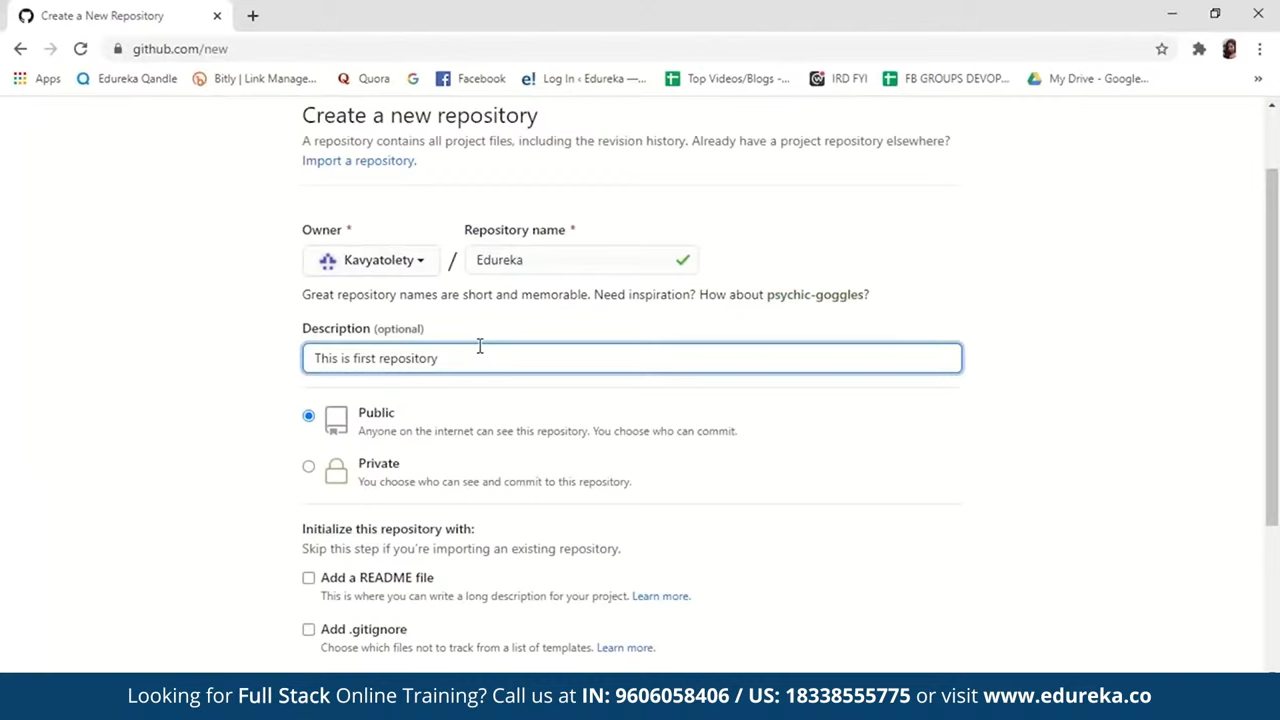 Create a New Repository
github.com/new
Apps
Edureka Qandle
Bitly | Link Manage...
Quora
Facebook
Log In ‹ Edureka —...
Top Videos/Blogs -...
IRD FYI
FB GROUPS DEVOP...
My Drive - Google...
»
Create a new repository
A repository contains all project files, including the revision history. Already have a project repository elsewhere?
Import a repository.
Owner *
Repository name *
Kavyatolety
/
Edureka
Great repository names are short and memorable. Need inspiration? How about psychic-goggles?
Description (optional)
This is first repository
Public
Anyone on the internet can see this repository. You choose who can commit.
Private
You choose who can see and commit to this repository.
Initialize this repository with:
Skip this step if you're importing an existing repository.
Add a README file
This is where you can write a long description for your project. Learn more.
Add .gitignore
Choose which files not to track from a list of templates. Learn more.
Looking for Full Stack Online Training? Call us at IN: 9606058406 / US: 18338555775 or visit www.edureka.co